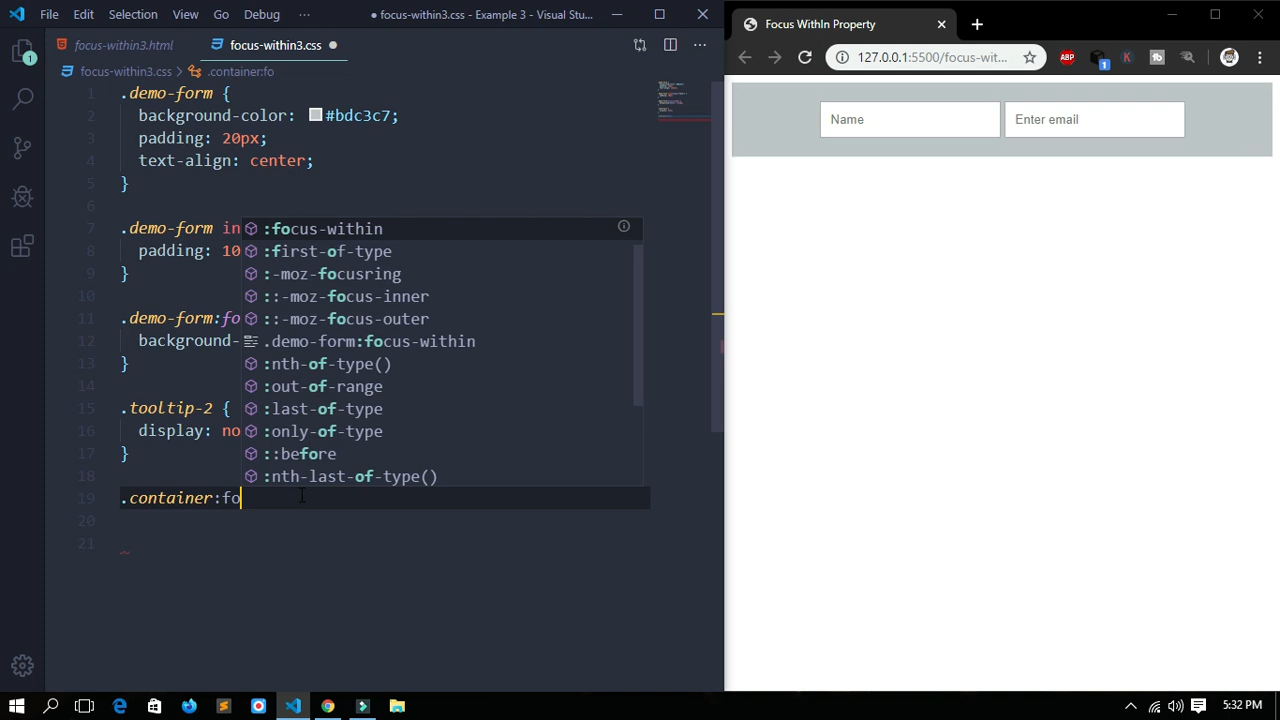 File Edit Selection View Go Debug ··· ● focus-within3.css - Example 3 - Visual Stu...
focus-within3.html focus-within3.css ●
focus-within3.css > .container:fo
1 .demo-form {
2 background-color: #bdc3c7;
3 padding: 20px;
4 text-align: center;
5 }
6
7 .demo-form in
8 padding: 10
9 }
10
11 .demo-form:fo
12 background-
13 }
14
15 .tooltip-2 {
16 display: no
17 }
18
19 .container:fo
20
21
:focus-within
:first-of-type
:-moz-focusring
::-moz-focus-inner
::-moz-focus-outer
.demo-form:focus-within
:nth-of-type()
:out-of-range
:last-of-type
:only-of-type
::before
:nth-last-of-type()
1
Focus WithIn Property
127.0.0.1:5500/focus-wit...
ABP 1 K
Name Enter email
5:32 PM